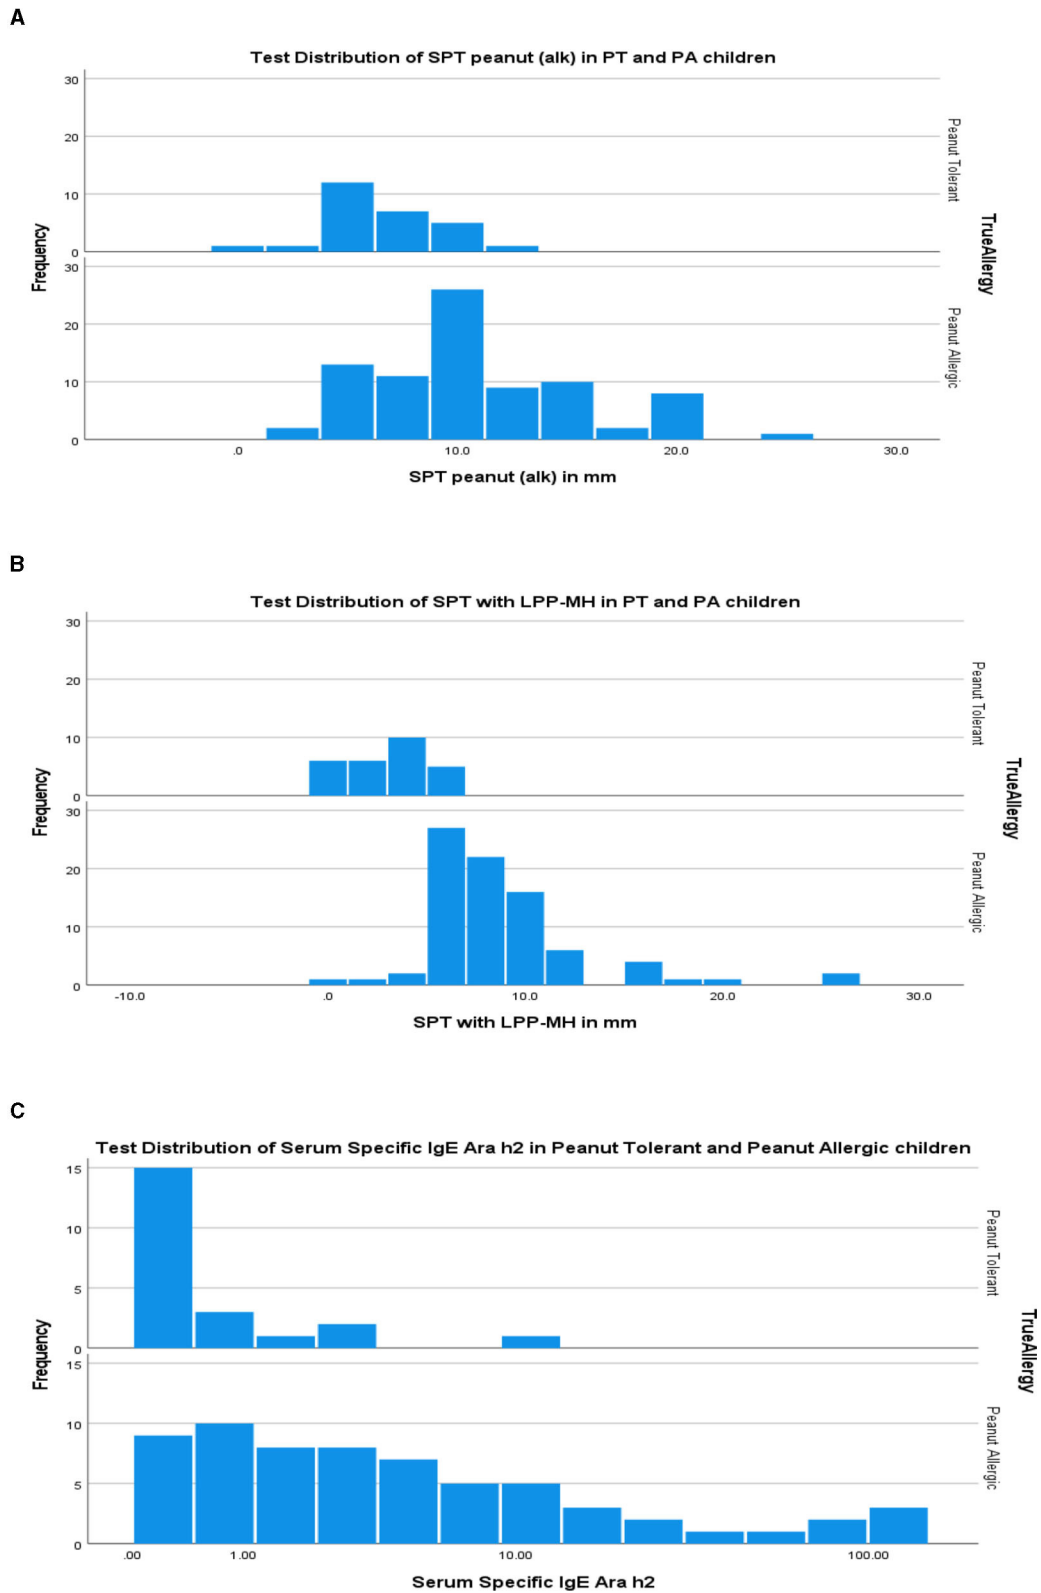 A
Test Distribution of SPT peanut (alk) in PT and PA children
30
20
10
0
Peanut Tolerant
30
20
10
0
Peanut Allergic
Frequency
TrueAllergy
.0 10.0 20.0 30.0
SPT peanut (alk) in mm
B
Test Distribution of SPT with LPP-MH in PT and PA children
30
20
10
0
Peanut Tolerant
30
20
10
0
Peanut Allergic
Frequency
TrueAllergy
-10.0 .0 10.0 20.0 30.0
SPT with LPP-MH in mm
C
Test Distribution of Serum Specific IgE Ara h2 in Peanut Tolerant and Peanut Allergic children
15
10
5
0
Peanut Tolerant
15
10
5
0
Peanut Allergic
Frequency
TrueAllergy
.00 1.00 10.00 100.00
Serum Specific IgE Ara h2